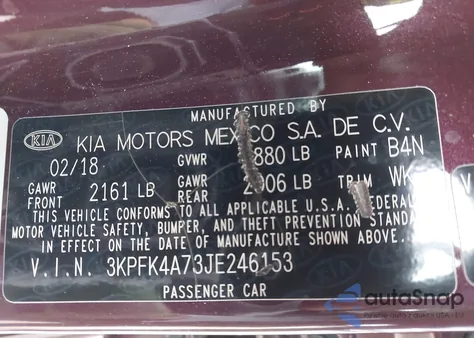 MANUFACTURED BY
KIA KIA MOTORS MEXICO S.A. DE C.V.
02/18 GVWR 880 LB PAINT B4N
GAWR FRONT 2161 LB GAWR REAR 2006 LB TRIM WK
THIS VEHICLE CONFORMS TO ALL APPLICABLE U.S.A. FEDERAL
MOTOR VEHICLE SAFETY, BUMPER, AND THEFT PREVENTION STANDA
IN EFFECT ON THE DATE OF MANUFACTURE SHOWN ABOVE.
V.I.N. 3KPFK4A73JE246153
PASSENGER CAR
autoSnap